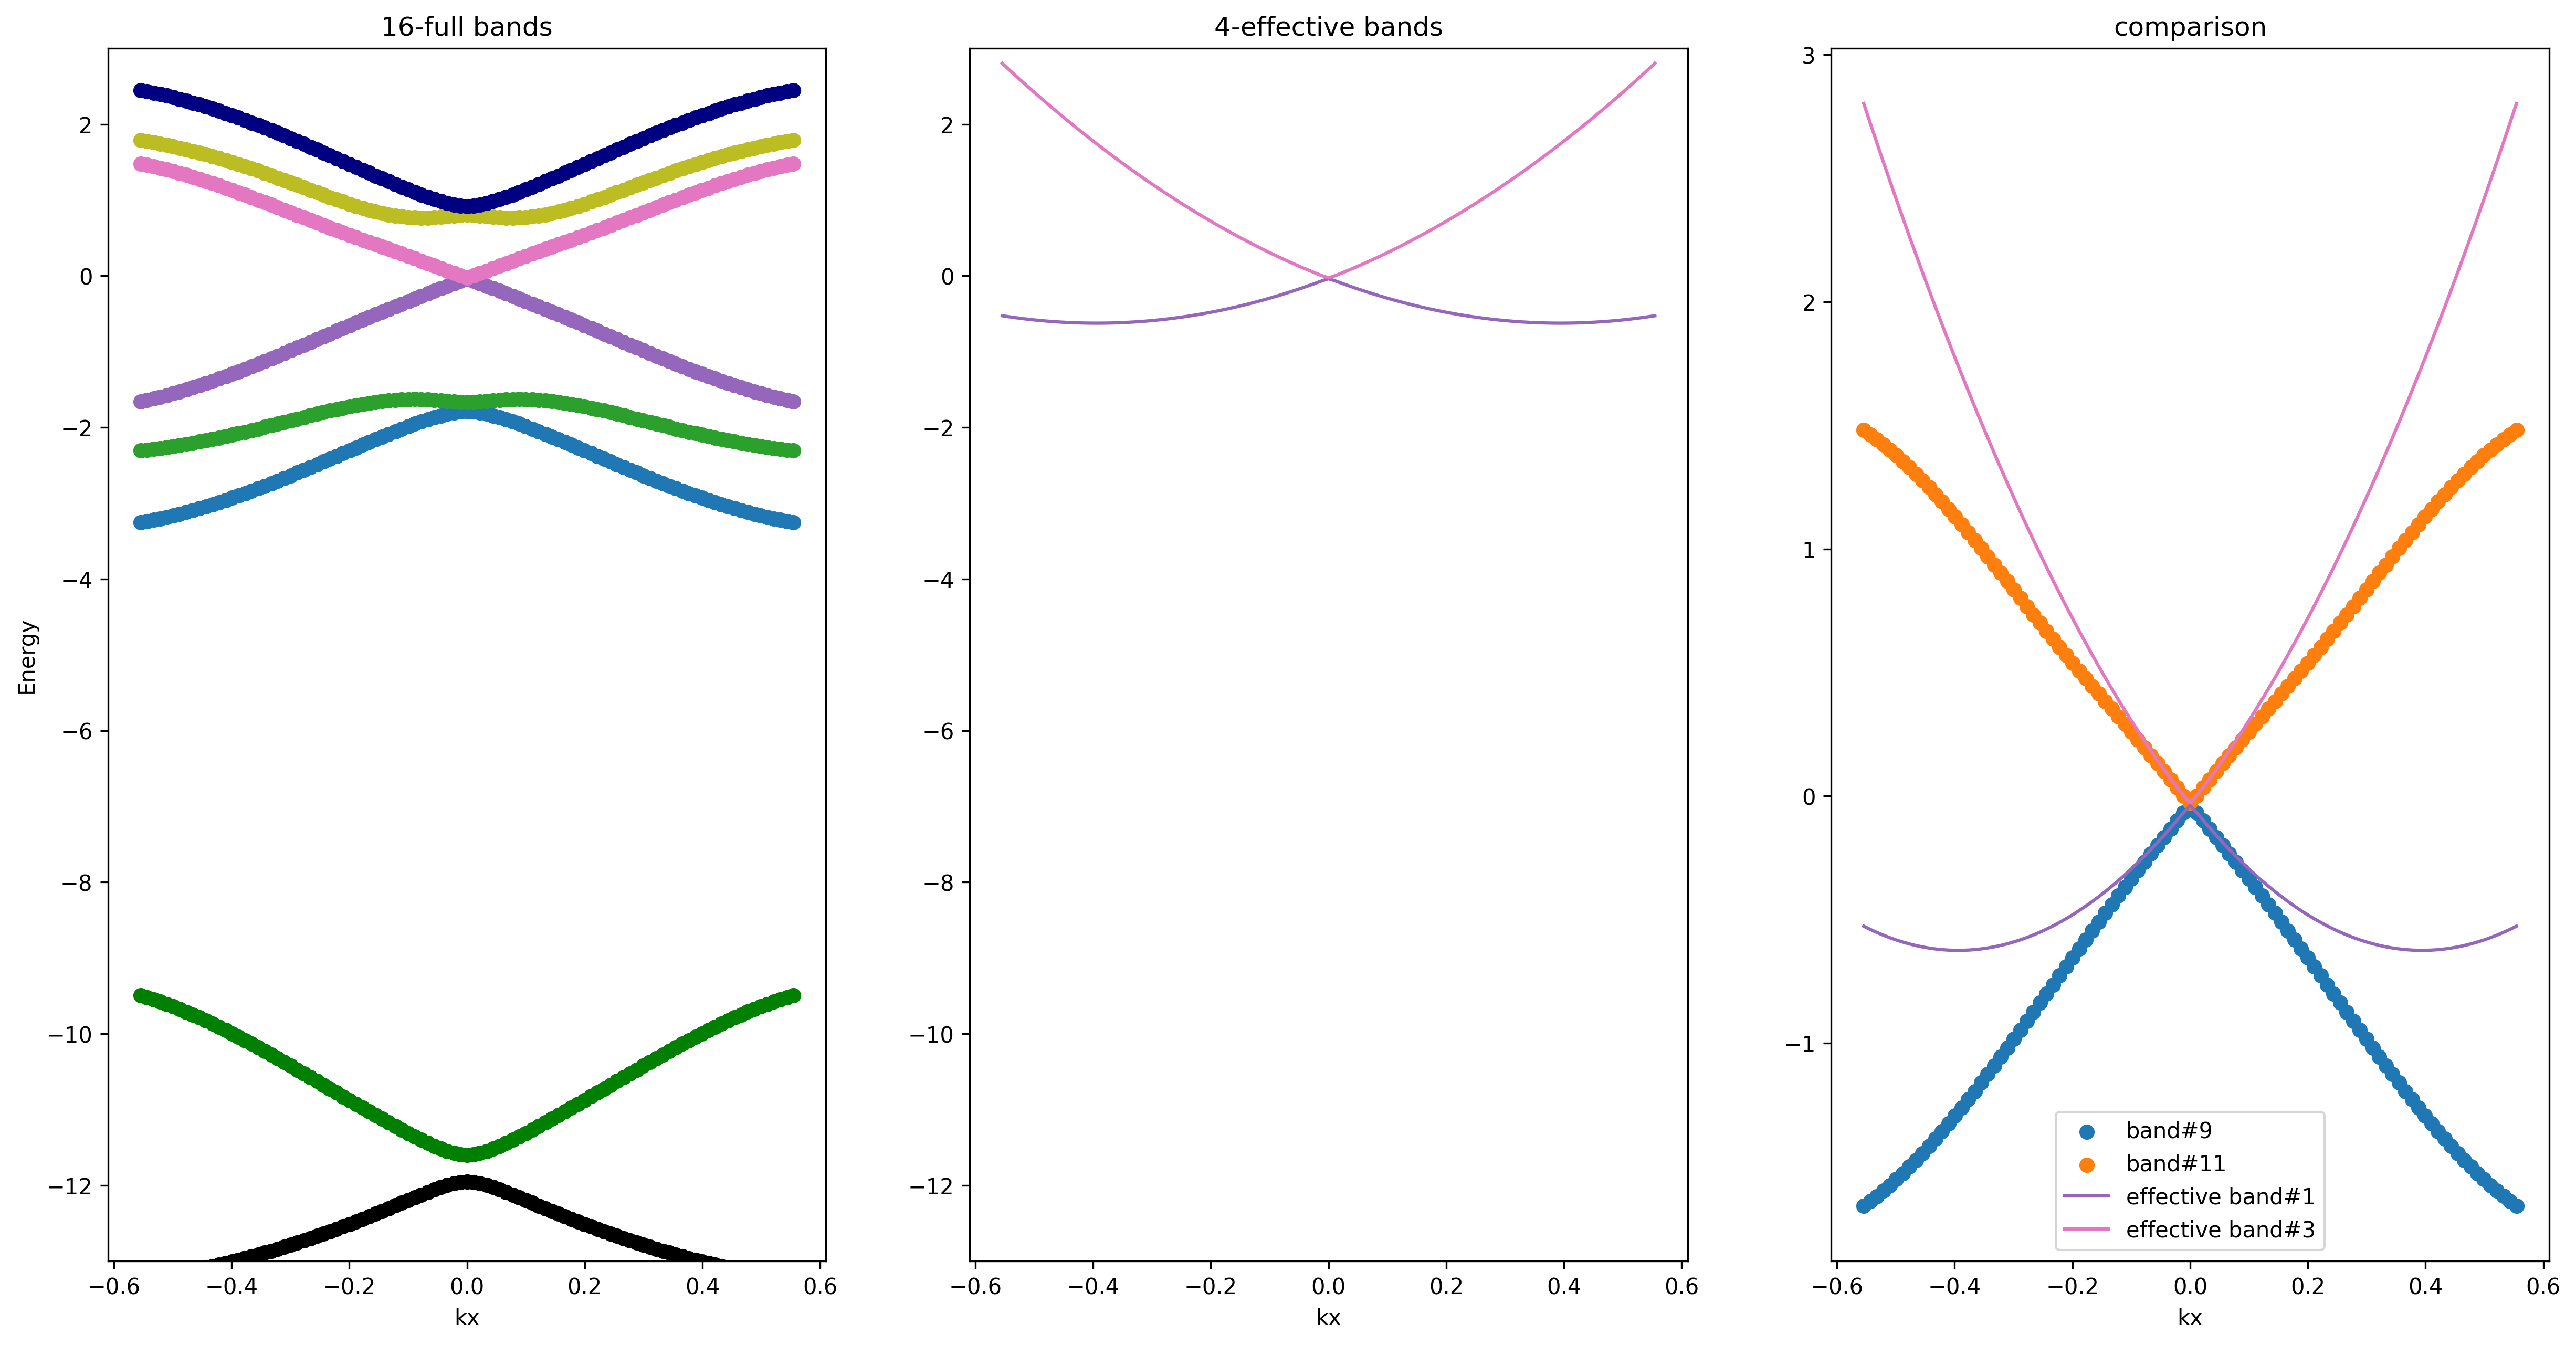 16-full bands
4-effective bands
comparison
Energy
2
0
−2
−4
−6
−8
−10
−12
−0.6 −0.4 −0.2 0.0 0.2 0.4 0.6
kx
2
0
−2
−4
−6
−8
−10
−12
−0.6 −0.4 −0.2 0.0 0.2 0.4 0.6
kx
3
2
1
0
−1
band#9
band#11
effective band#1
effective band#3
−0.6 −0.4 −0.2 0.0 0.2 0.4 0.6
kx